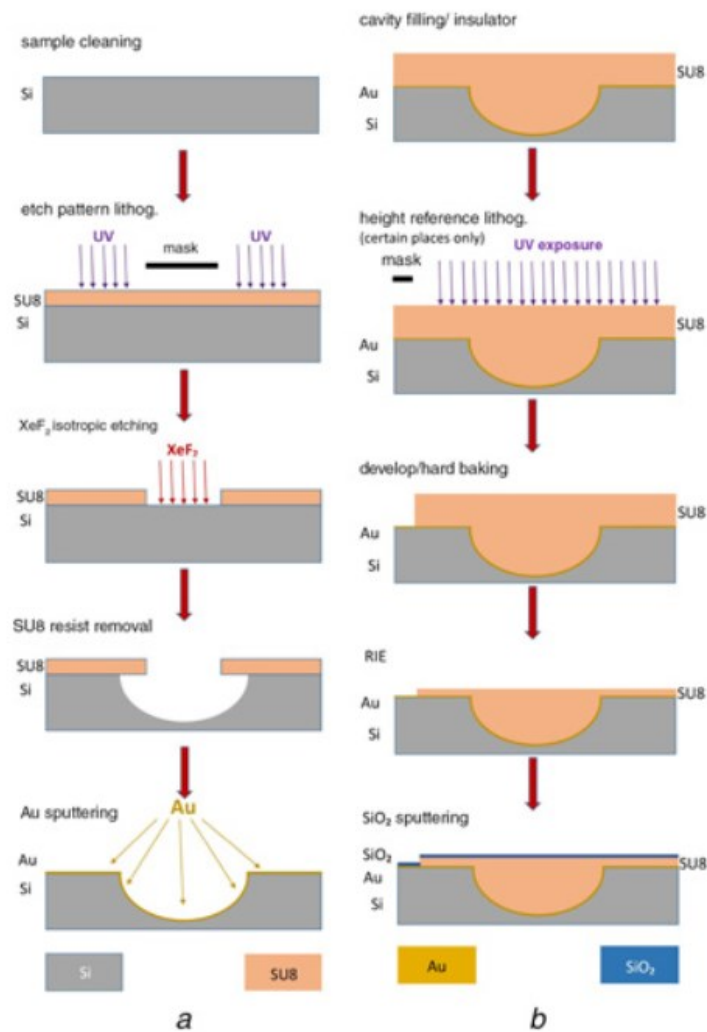 sample cleaning
Si
etch pattern lithog.
UV
mask
UV
SU8
Si
XeF₂ isotropic etching
XeF₂
SU8
Si
SU8 resist removal
SU8
Si
Au sputtering
Au
Au
Si
Si
SU8
a
cavity filling/ insulator
SU8
Au
Si
height reference lithog.
(certain places only)
UV exposure
mask
SU8
Au
Si
develop/hard baking
SU8
Au
Si
RIE
SU8
Au
Si
SiO₂ sputtering
SiO₂
SU8
Au
Si
Au
SiO₂
b